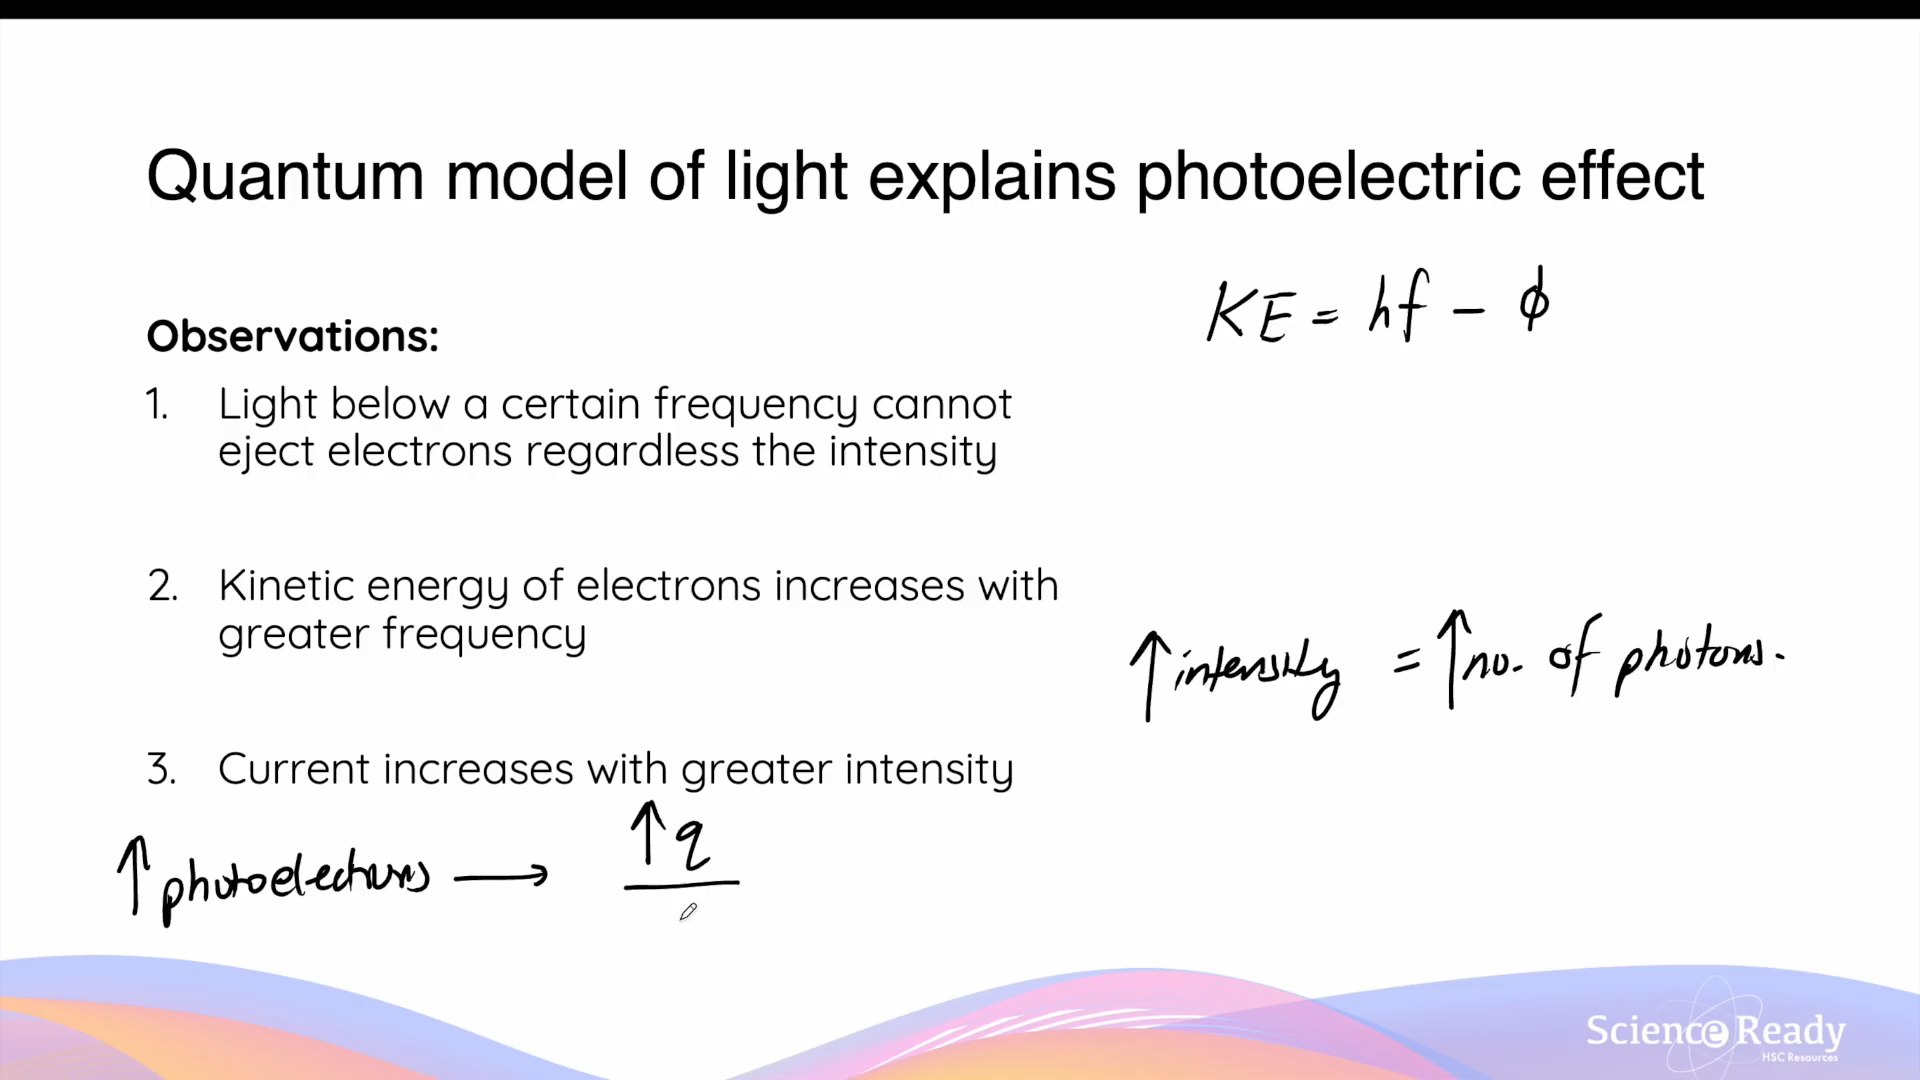 Quantum model of light explains photoelectric effect
KE = hf - ϕ
Observations:
1. Light below a certain frequency cannot
eject electrons regardless the intensity
2. Kinetic energy of electrons increases with
greater frequency
↑ intensity = ↑ no. of photons.
3. Current increases with greater intensity
↑ photoelectrons → ↑ q
Science Ready
HSC Resources